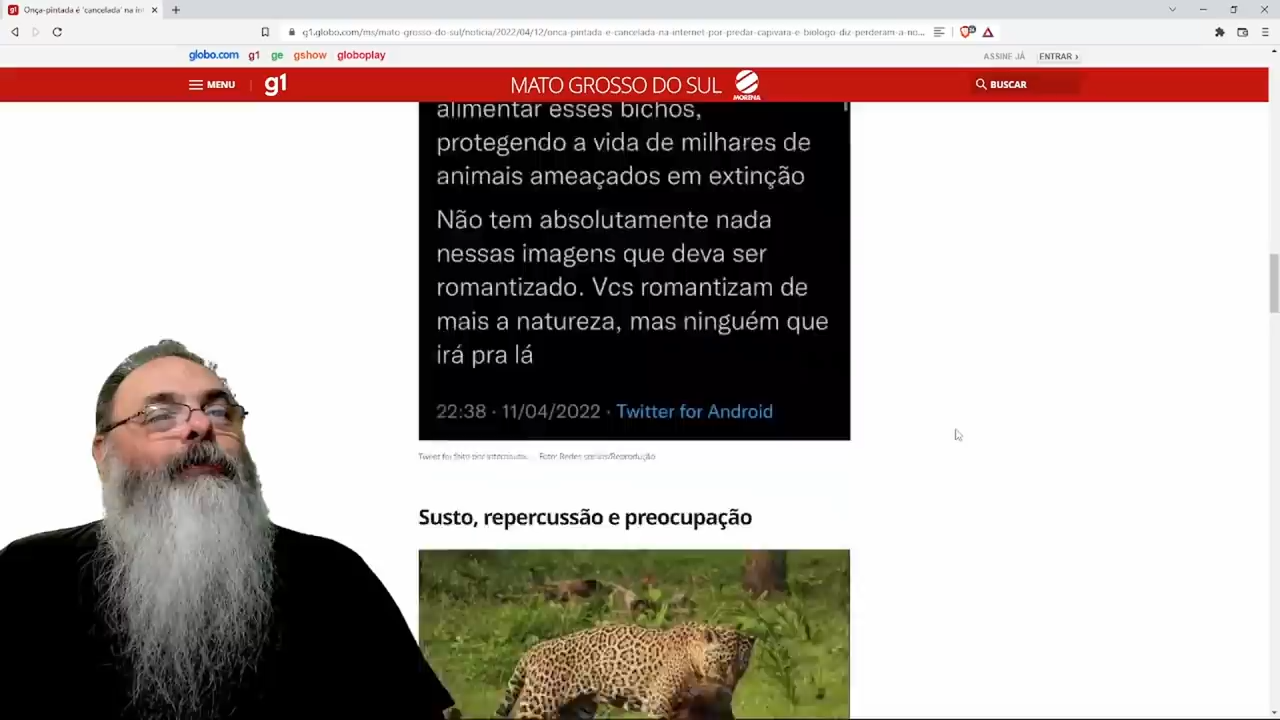 Onça-pintada é 'cancelada' na in
g1.globo.com/ms/mato-grosso-do-sul/noticia/2022/04/12/onca-pintada-e-cancelada-na-internet-por-predar-capivara-e-biologo-diz-perderam-a-no...
globo.com g1 ge gshow globoplay
ASSINE JÁ ENTRAR ›
MENU g1 MATO GROSSO DO SUL MORENA BUSCAR
alimentar esses bichos,
protegendo a vida de milhares de
animais ameaçados em extinção
Não tem absolutamente nada
nessas imagens que deva ser
romantizado. Vcs romantizam de
mais a natureza, mas ninguém que
irá pra lá
22:38 · 11/04/2022 · Twitter for Android
Tweet foi feito por internauta. — Foto: Redes sociais/Reprodução
Susto, repercussão e preocupação